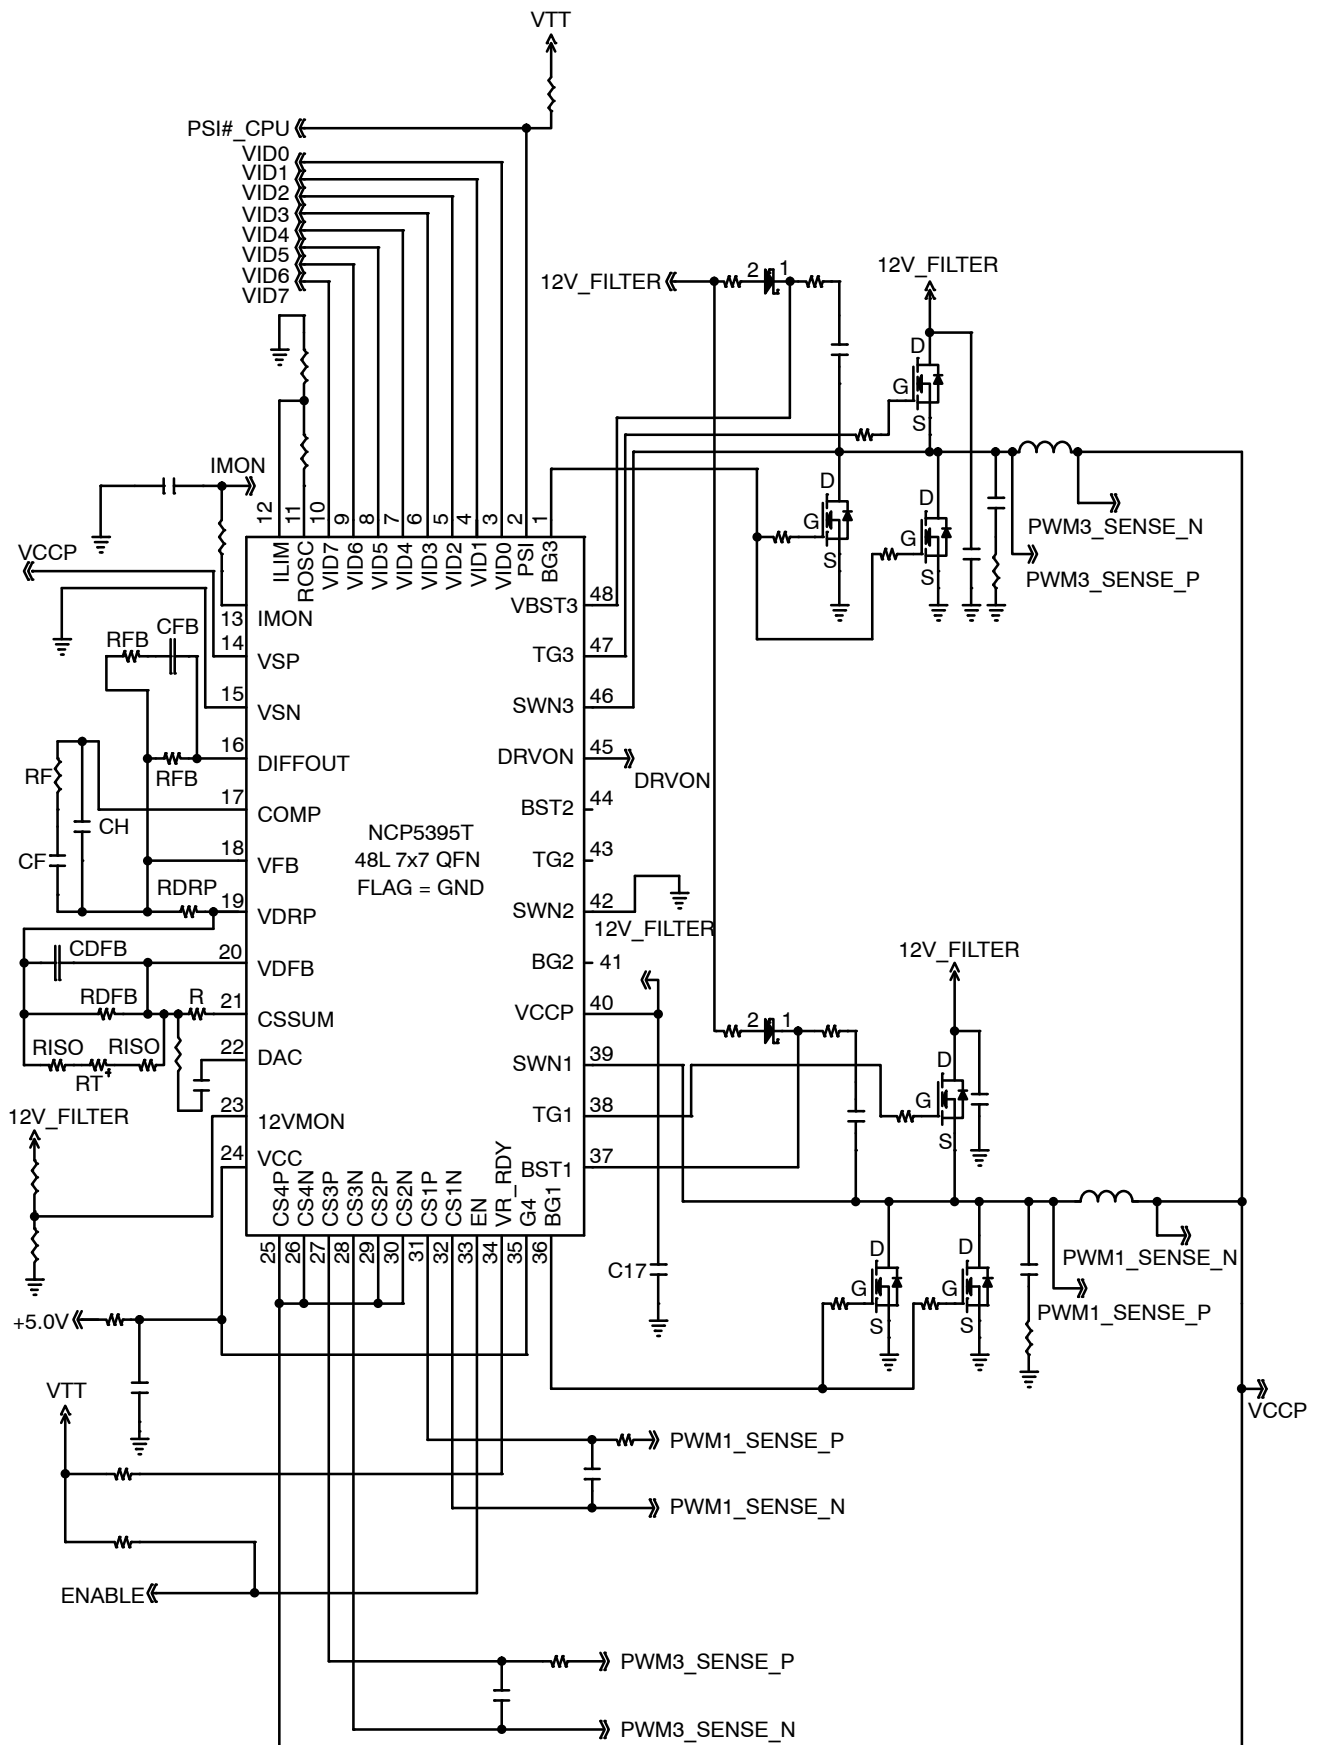 VTT
PSI#_CPU
VID0
VID1
VID2
VID3
VID4
VID5
VID6
VID7
12V_FILTER
2
1
12V_FILTER
D
G
S
IMON
12
11
10
9
8
7
6
5
4
3
2
1
ILIM
ROSC
VID7
VID6
VID5
VID4
VID3
VID2
VID1
VID0
PSI
BG3
D
G
S
D
G
S
PWM3_SENSE_N
PWM3_SENSE_P
VCCP
13
IMON
VBST3
48
RFB
CFB
14
VSP
TG3
47
15
VSN
SWN3
46
16
DIFFOUT
RFB
DRVON
45
DRVON
RF
17
COMP
BST2
44
CH
NCP5395T
48L 7x7 QFN
FLAG = GND
CF
18
VFB
TG2
43
RDRP
19
VDRP
SWN2
42
12V_FILTER
CDFB
20
VDFB
BG2
41
12V_FILTER
RDFB
R
21
CSSUM
VCCP
40
2
1
RISO
RISO
RT
22
DAC
SWN1
39
D
G
S
12V_FILTER
23
12VMON
TG1
38
24
VCC
BST1
37
CS4P
CS4N
CS3P
CS3N
CS2P
CS2N
CS1P
CS1N
EN
VR_RDY
G4
BG1
25
26
27
28
29
30
31
32
33
34
35
36
C17
D
G
S
D
G
S
PWM1_SENSE_N
PWM1_SENSE_P
+5.0V
VTT
VCCP
PWM1_SENSE_P
PWM1_SENSE_N
ENABLE
PWM3_SENSE_P
PWM3_SENSE_N